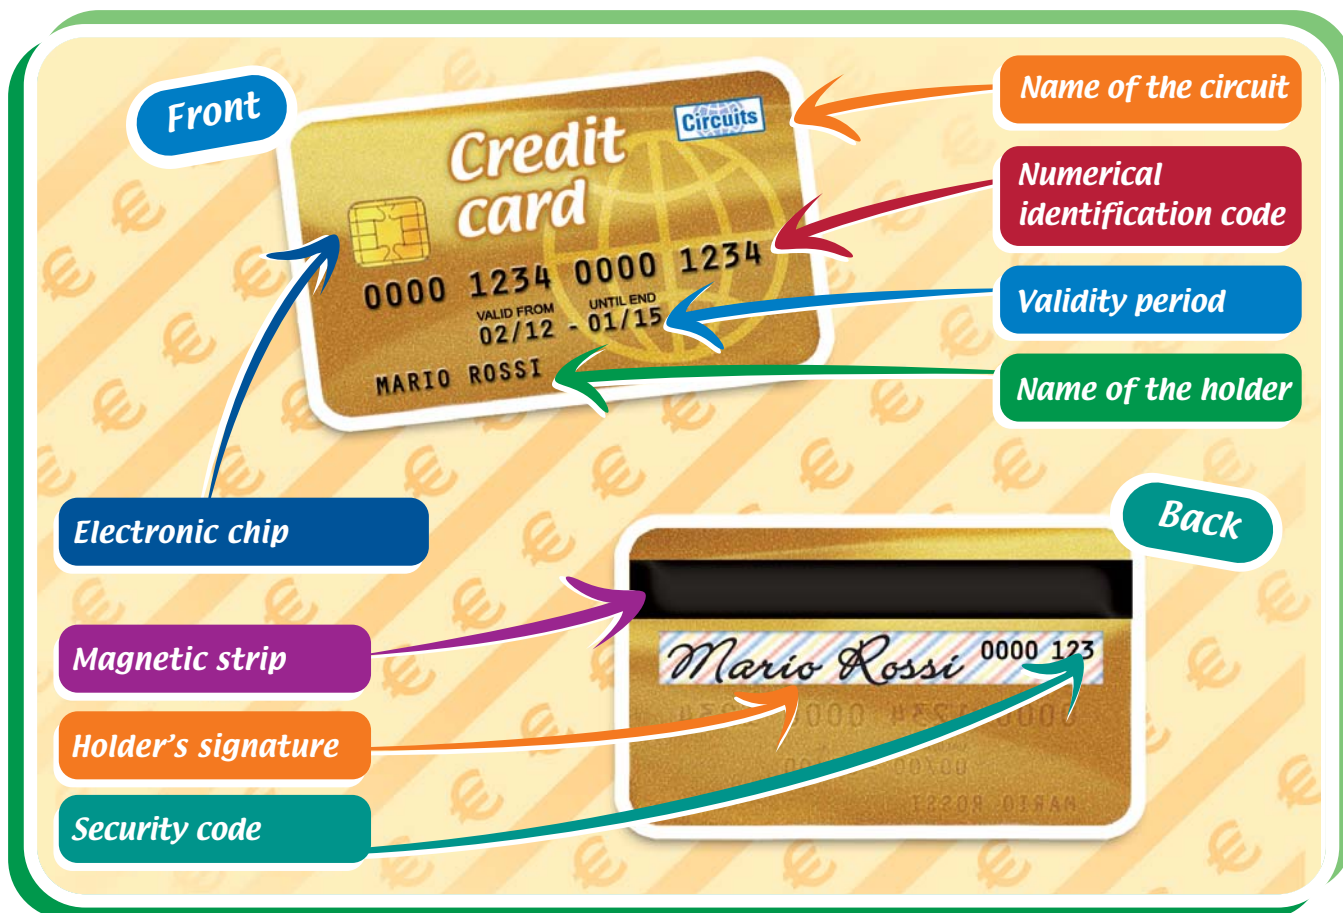 Front
Name of the circuit
Circuits
Credit
card
Numerical
identification code
0000 1234 0000 1234
VALID FROM UNTIL END
02/12 - 01/15
Validity period
MARIO ROSSI
Name of the holder
Electronic chip
Back
Magnetic strip
Mario Rossi 0000 123
Holder's signature
MARIO ROSSI
Security code